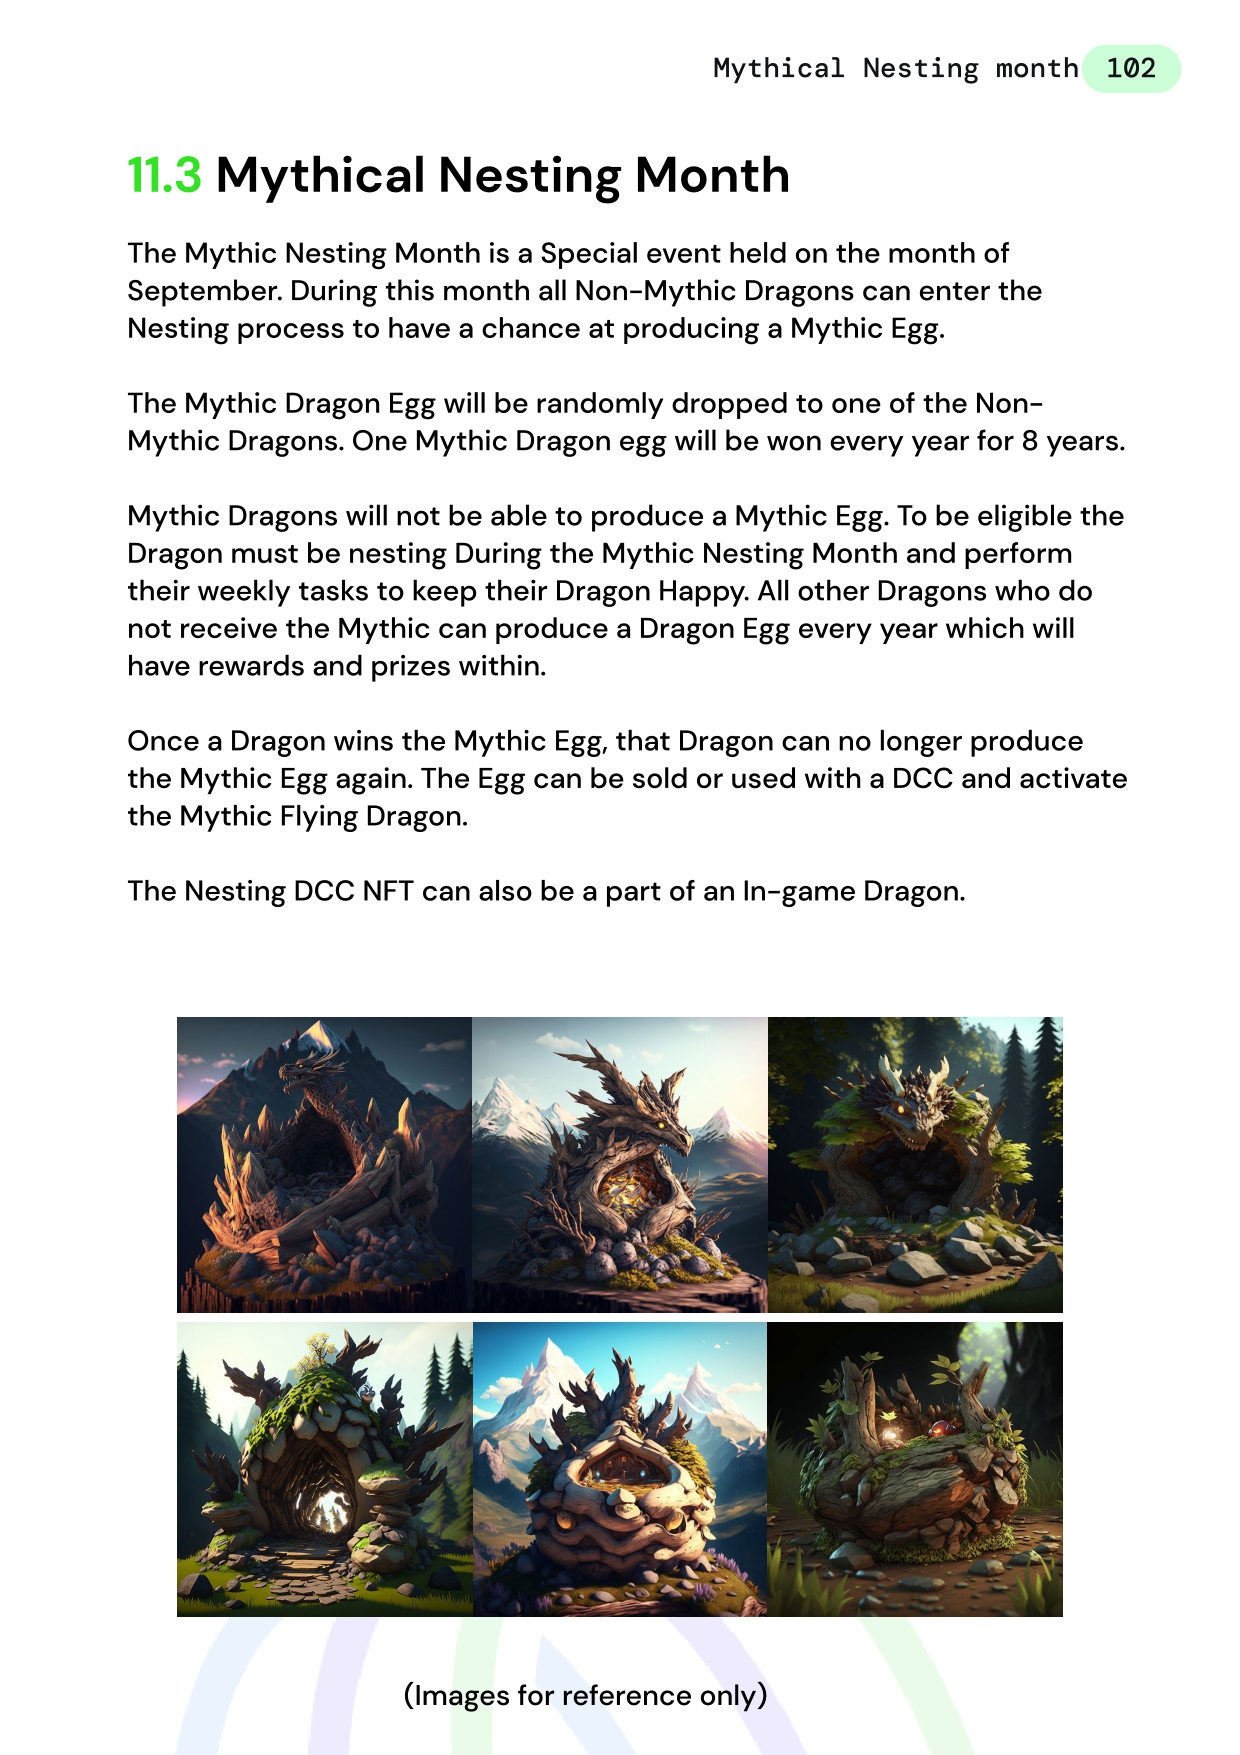 Mythical Nesting month 102
11.3 Mythical Nesting Month
The Mythic Nesting Month is a Special event held on the month of
September. During this month all Non-Mythic Dragons can enter the
Nesting process to have a chance at producing a Mythic Egg.
The Mythic Dragon Egg will be randomly dropped to one of the Non-
Mythic Dragons. One Mythic Dragon egg will be won every year for 8 years.
Mythic Dragons will not be able to produce a Mythic Egg. To be eligible the
Dragon must be nesting During the Mythic Nesting Month and perform
their weekly tasks to keep their Dragon Happy. All other Dragons who do
not receive the Mythic can produce a Dragon Egg every year which will
have rewards and prizes within.
Once a Dragon wins the Mythic Egg, that Dragon can no longer produce
the Mythic Egg again. The Egg can be sold or used with a DCC and activate
the Mythic Flying Dragon.
The Nesting DCC NFT can also be a part of an In-game Dragon.
(Images for reference only)